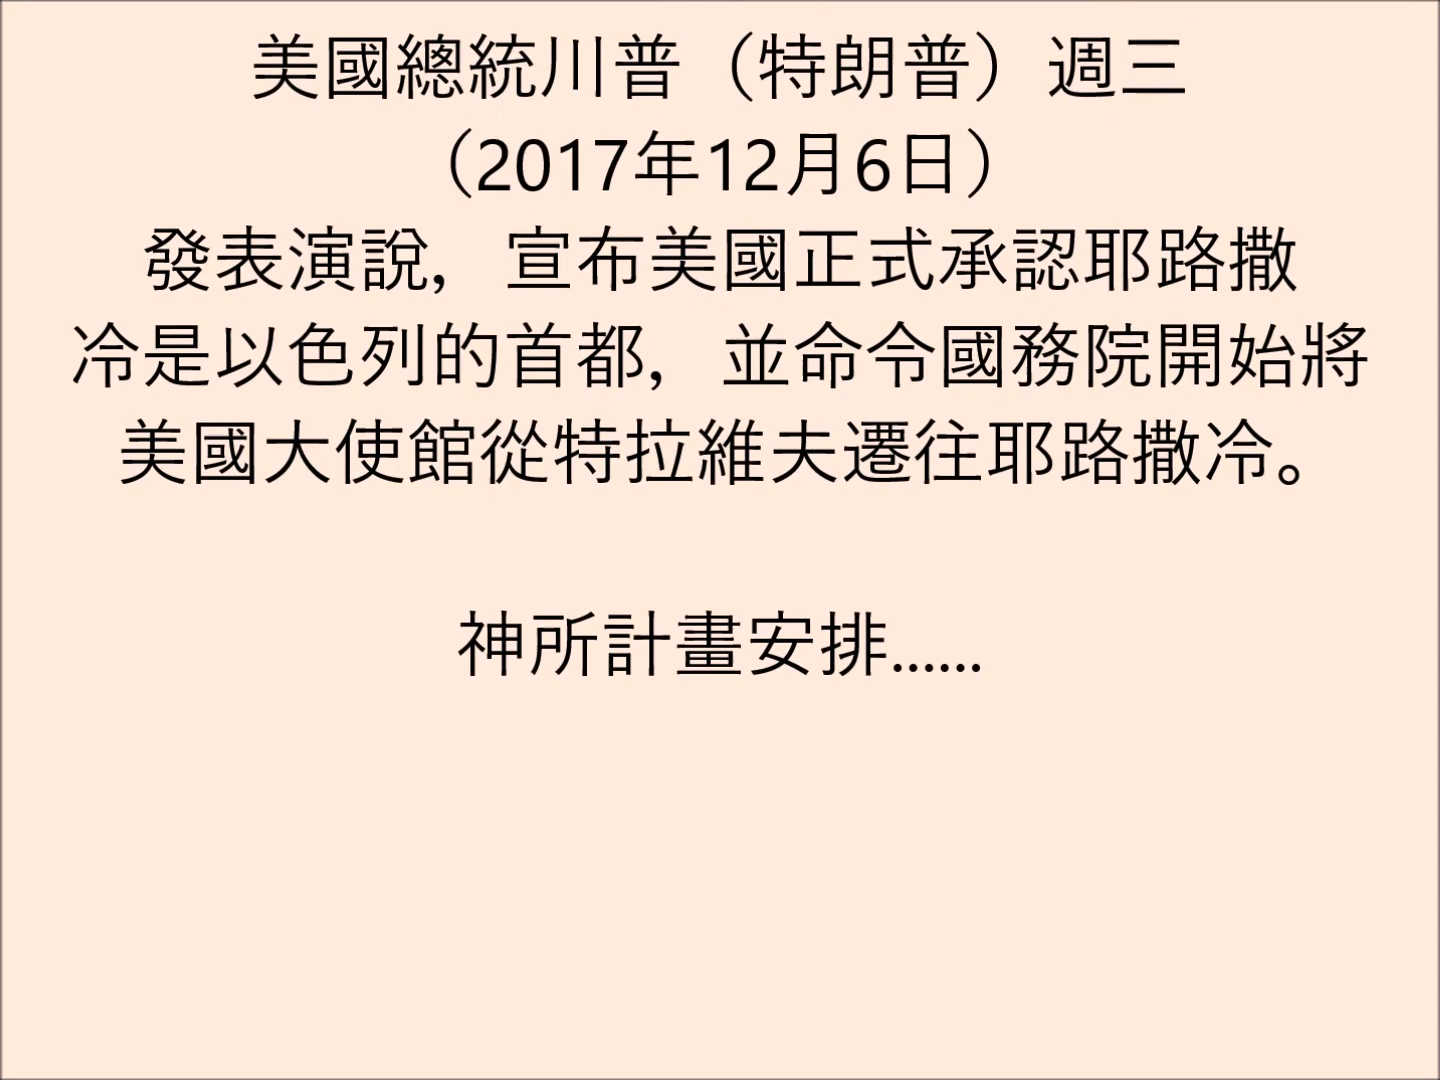 美國總統川普（特朗普）週三
（2017年12月6日）
發表演說，宣布美國正式承認耶路撒
冷是以色列的首都，並命令國務院開始將
美國大使館從特拉維夫遷往耶路撒冷。
神所計畫安排......